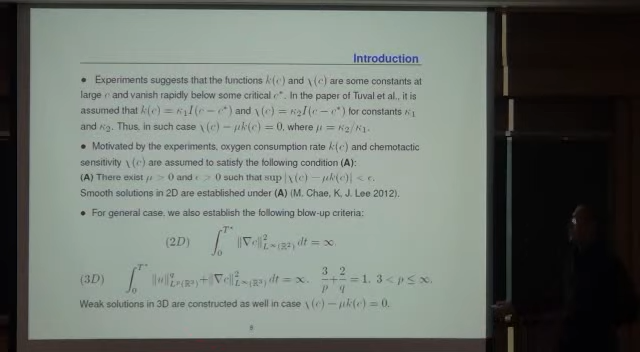 Introduction
• Experiments suggests that the functions k(c) and χ(c) are some constants at
large c and vanish rapidly below some critical c*. In the paper of Tuval et al., it is
assumed that k(c) = κ₁I(c − c*) and χ(c) = κ₂I(c − c*) for constants κ₁
and κ₂. Thus, in such case χ(c) − μk(c) = 0, where μ = κ₂/κ₁.
• Motivated by the experiments, oxygen consumption rate k(c) and chemotactic
sensitivity χ(c) are assumed to satisfy the following condition (A):
(A) There exist μ > 0 and ϵ > 0 such that sup |χ(c) − μk(c)| < ϵ.
Smooth solutions in 2D are established under (A) (M. Chae, K, J. Lee 2012).
• For general case, we also establish the following blow-up criteria:
(2D) ∫₀^{T*} ‖∇c‖²_{L^∞(ℝ²)} dt = ∞.
(3D) ∫₀^{T*} ‖u‖^q_{L^p(ℝ³)} + ‖∇c‖²_{L^∞(ℝ³)} dt = ∞. 3/p + 2/q = 1, 3 < p ≤ ∞.
Weak solutions in 3D are constructed as well in case χ(c) − μk(c) = 0.
8